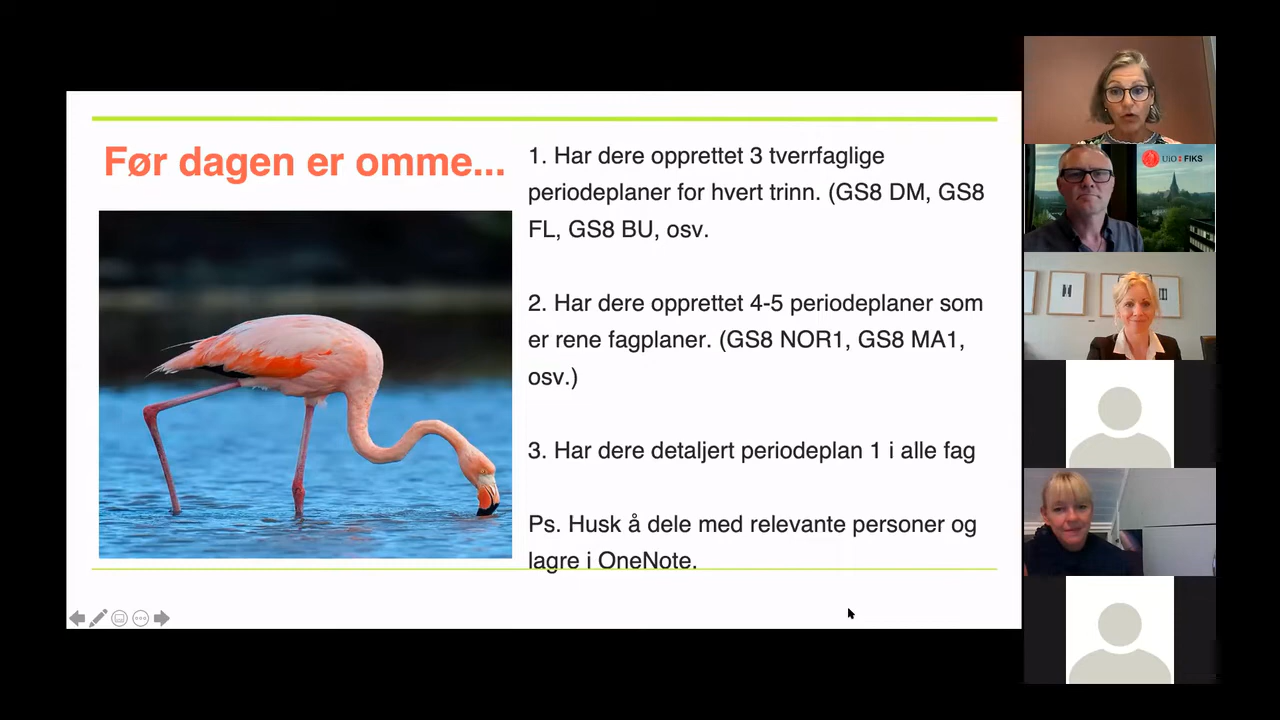 Før dagen er omme...
1. Har dere opprettet 3 tverrfaglige
periodeplaner for hvert trinn. (GS8 DM, GS8
FL, GS8 BU, osv.
2. Har dere opprettet 4-5 periodeplaner som
er rene fagplaner. (GS8 NOR1, GS8 MA1,
osv.)
3. Har dere detaljert periodeplan 1 i alle fag
Ps. Husk å dele med relevante personer og
lagre i OneNote.
UiO : FIKS